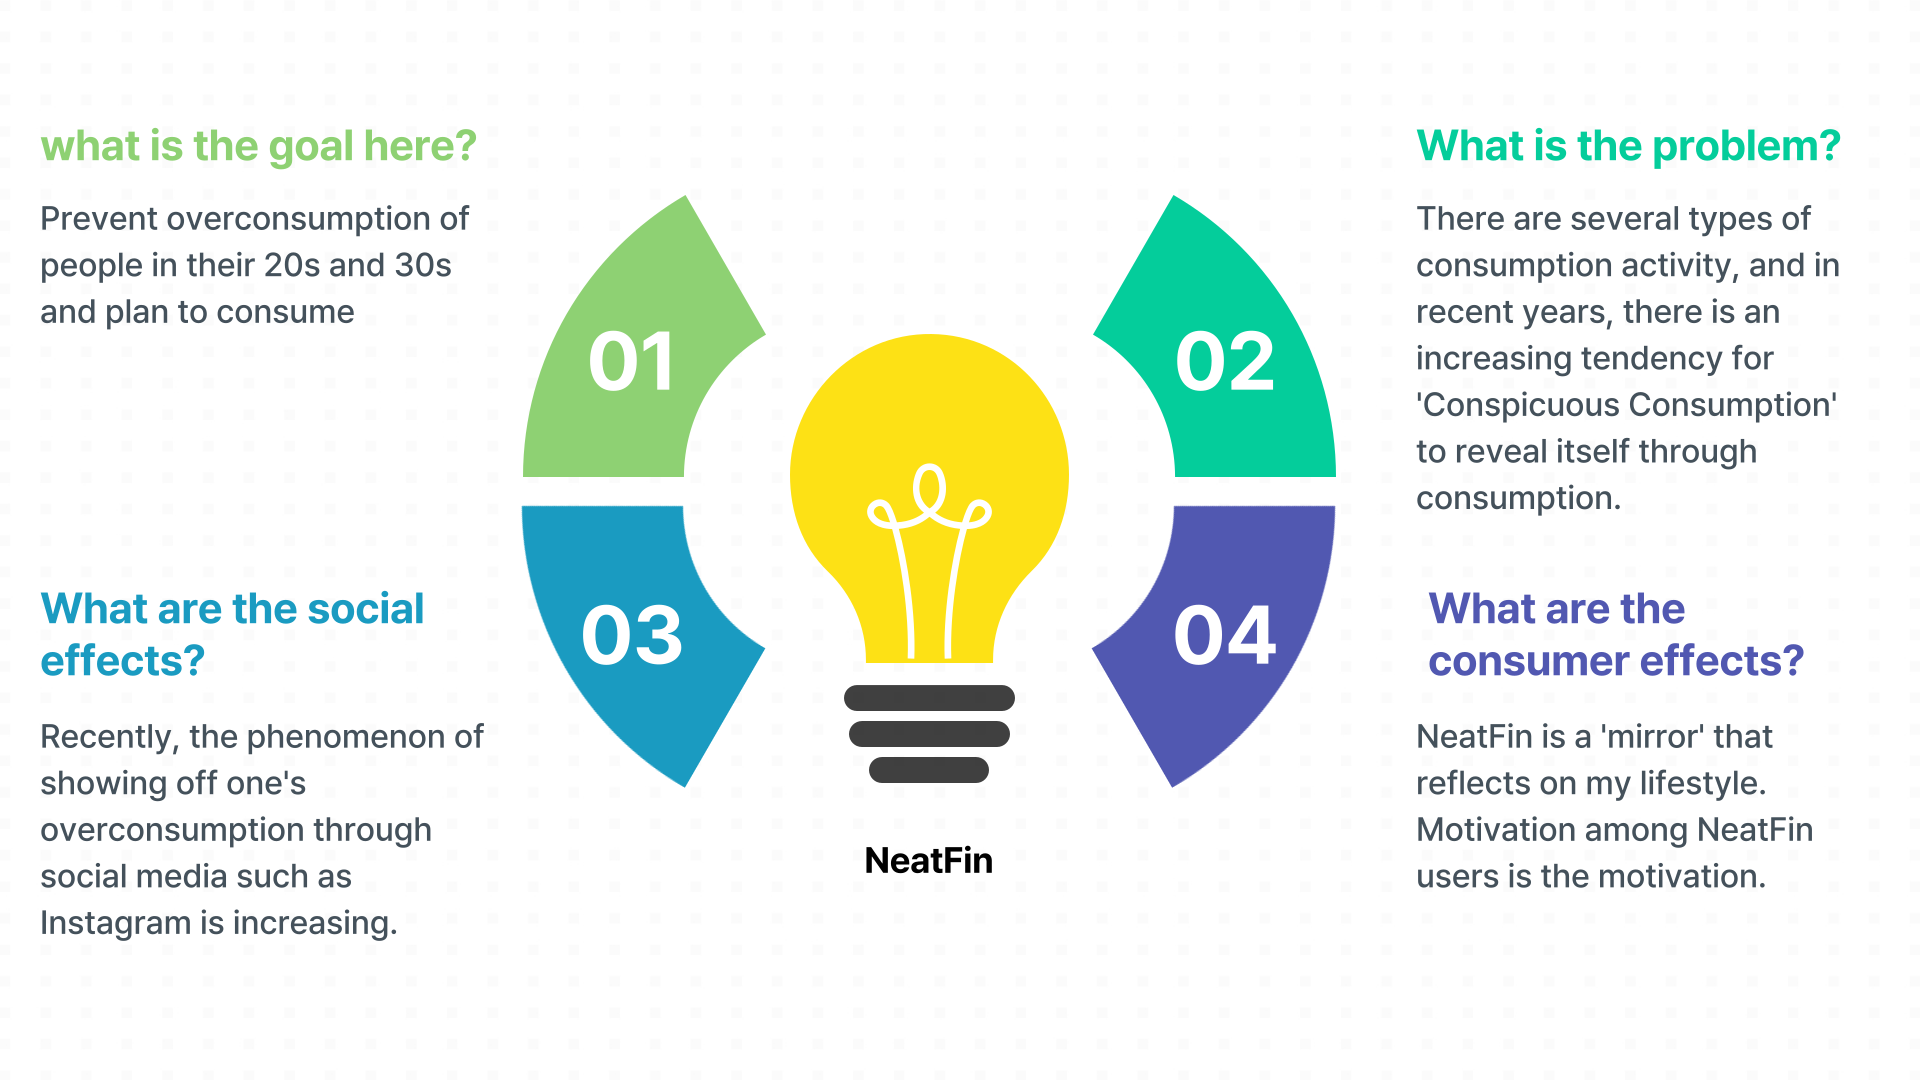 what is the goal here?
Prevent overconsumption of
people in their 20s and 30s
and plan to consume
01
02
What is the problem?
There are several types of
consumption activity, and in
recent years, there is an
increasing tendency for
'Conspicuous Consumption'
to reveal itself through
consumption.
What are the social
effects?
Recently, the phenomenon of
showing off one's
overconsumption through
social media such as
Instagram is increasing.
03
04
What are the
consumer effects?
NeatFin is a 'mirror' that
reflects on my lifestyle.
Motivation among NeatFin
users is the motivation.
NeatFin